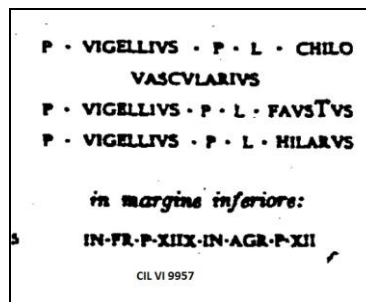 P · VIGELLIVS · P · L · CHILO
VASCVLARIVS
P · VIGELLIVS · P · L · FAVSTVS
P · VIGELLIVS · P · L · HILARVS
in margine inferiore:
S IN·FR·P·XIIX·IN·AGR·P·XII
CIL VI 9957